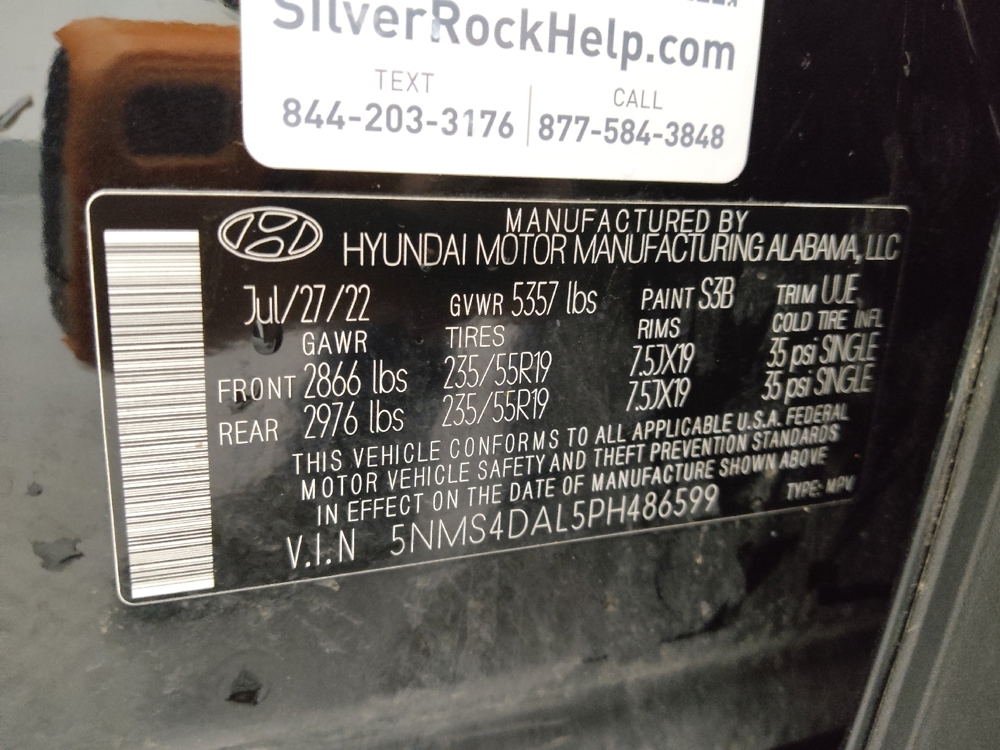 SilverRockHelp.com
TEXT
844-203-3176
CALL
877-584-3848
MANUFACTURED BY
HYUNDAI MOTOR MANUFACTURING ALABAMA, LLC
Jul/27/22 GVWR 5357 lbs PAINT S3B TRIM UUE
GAWR TIRES RIMS COLD TIRE INFL
FRONT 2866 lbs 235/55R19 7.5JX19 35 psi SINGLE
REAR 2976 lbs 235/55R19 7.5JX19 35 psi SINGLE
THIS VEHICLE CONFORMS TO ALL APPLICABLE U.S.A. FEDERAL
MOTOR VEHICLE SAFETY AND THEFT PREVENTION STANDARDS
IN EFFECT ON THE DATE OF MANUFACTURE SHOWN ABOVE
V.I.N 5NMS4DAL5PH486599 TYPE: MPV